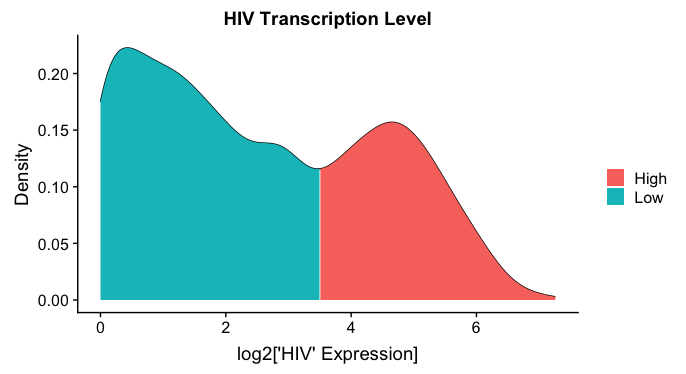 HIV Transcription Level
Density
0.20
0.15
0.10
0.05
0.00
0 2 4 6
log2['HIV' Expression]
High
Low